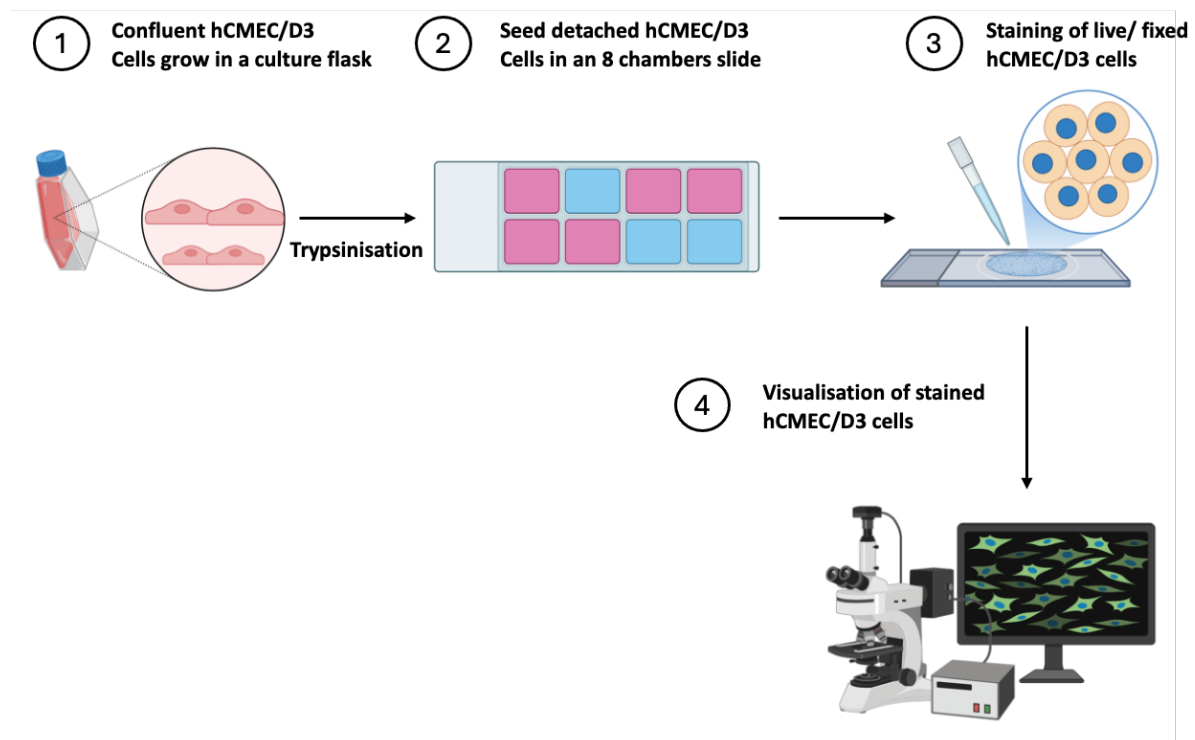 1
Confluent hCMEC/D3
Cells grow in a culture flask
2
Seed detached hCMEC/D3
Cells in an 8 chambers slide
3
Staining of live/ fixed
hCMEC/D3 cells
Trypsinisation
4
Visualisation of stained
hCMEC/D3 cells